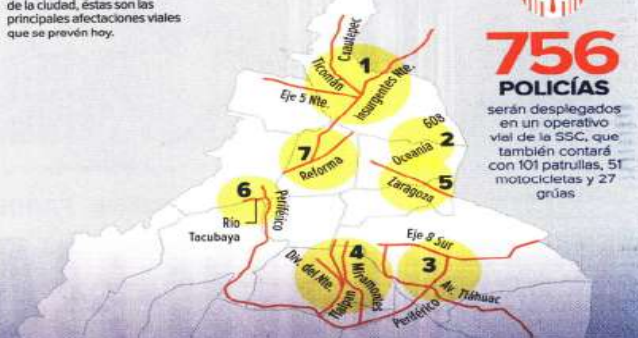 de la ciudad, éstas son las
principales afectaciones viales
que se prevén hoy.
756
POLICÍAS
serán desplegados
en un operativo
vial de la SSC, que
también contará
con 101 patrullas, 51
motocicletas y 27
grúas
Cuautepec
Ticomán
1
Insurgentes Nte.
Eje 5 Nte.
608
2
Oceanía
7
Reforma
5
Zaragoza
6
Periférico
Río
Tacubaya
Eje 8 Sur
4
Div. del Nte.
Miramontes
Tlalpan
3
Av. Tláhuac
Periférico